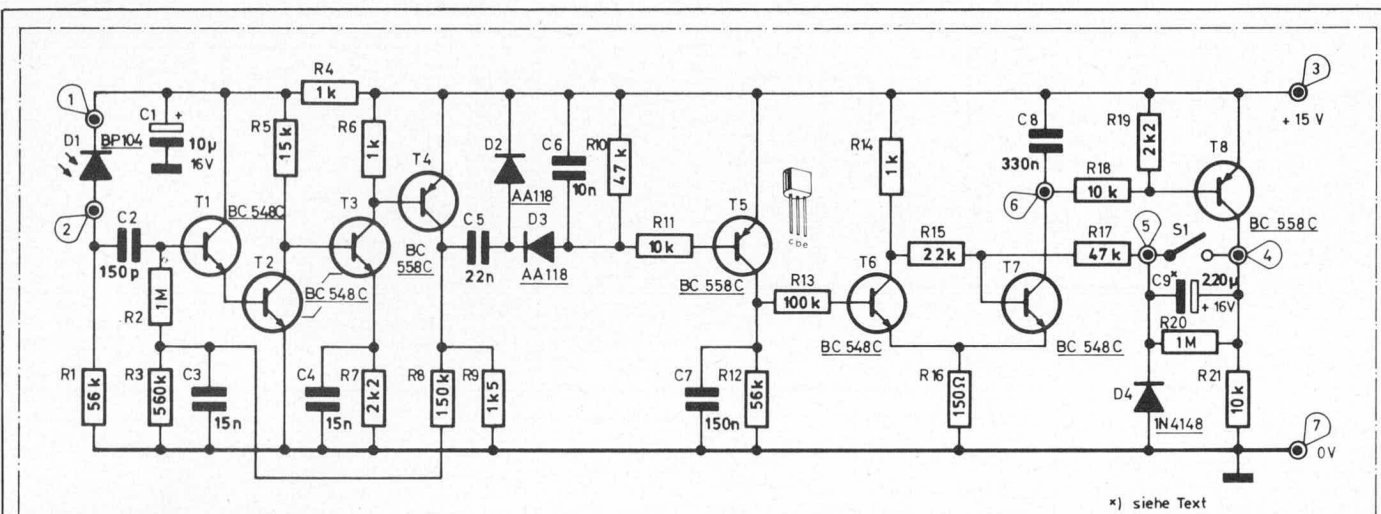 R4
1k
1
3
+ 15 V
C1
+
10µ
16V
D1
BP104
R5
15k
R6
1k
T4
D2
AA118
C6
10n
R10
47k
R14
1k
C8
330n
R19
2k2
T8
R18
10k
6
2
C2
150p
T1
BC 548C
T2
T3
BC 548C
BC
558C
C5
22n
D3
AA118
R11
10k
T5
BC 558C
CDE
R15
22k
R17
47k
5
S1
4
BC 558C
R2
1M
R13
100k
T6
BC 548C
T7
BC 548C
C9*
220µ
+ 16V
R20
1M
R1
56k
R3
560k
C3
15n
C4
15n
R7
2k2
R8
150k
R9
1k5
C7
150n
R12
56k
R16
150Ω
D4
1N4148
R21
10k
7
0V
*) siehe Text